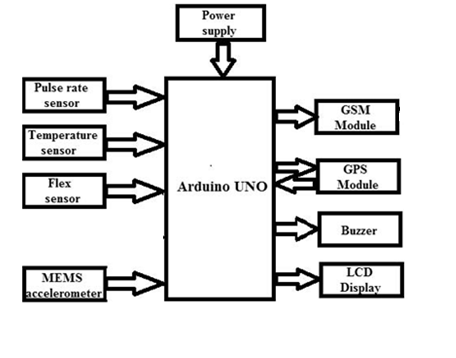 Power
supply
Pulse rate
sensor
Temperature
sensor
Flex
sensor
MEMS
accelerometer
Arduino UNO
GSM
Module
GPS
Module
Buzzer
LCD
Display